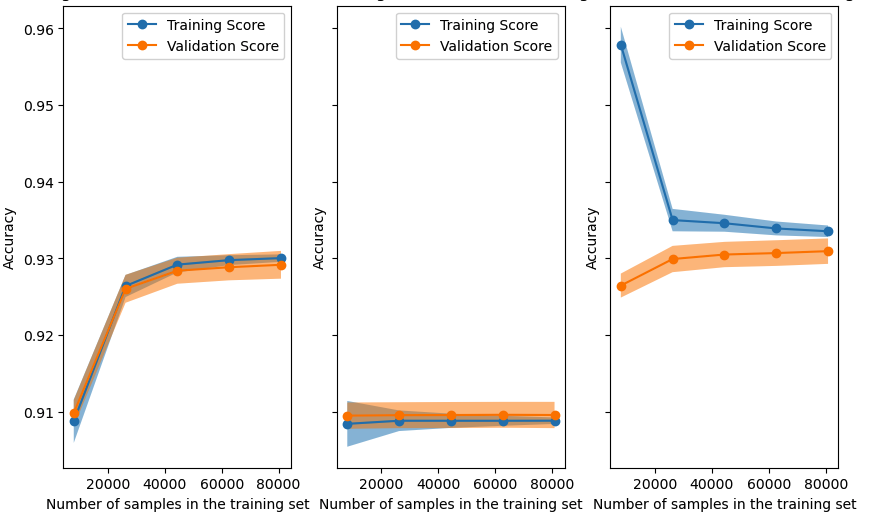 Training Score
Validation Score
0.96
0.95
0.94
0.93
0.92
0.91
Accuracy
20000 40000 60000 80000
Number of samples in the training set
Training Score
Validation Score
Accuracy
20000 40000 60000 80000
Number of samples in the training set
Training Score
Validation Score
Accuracy
20000 40000 60000 80000
Number of samples in the training set